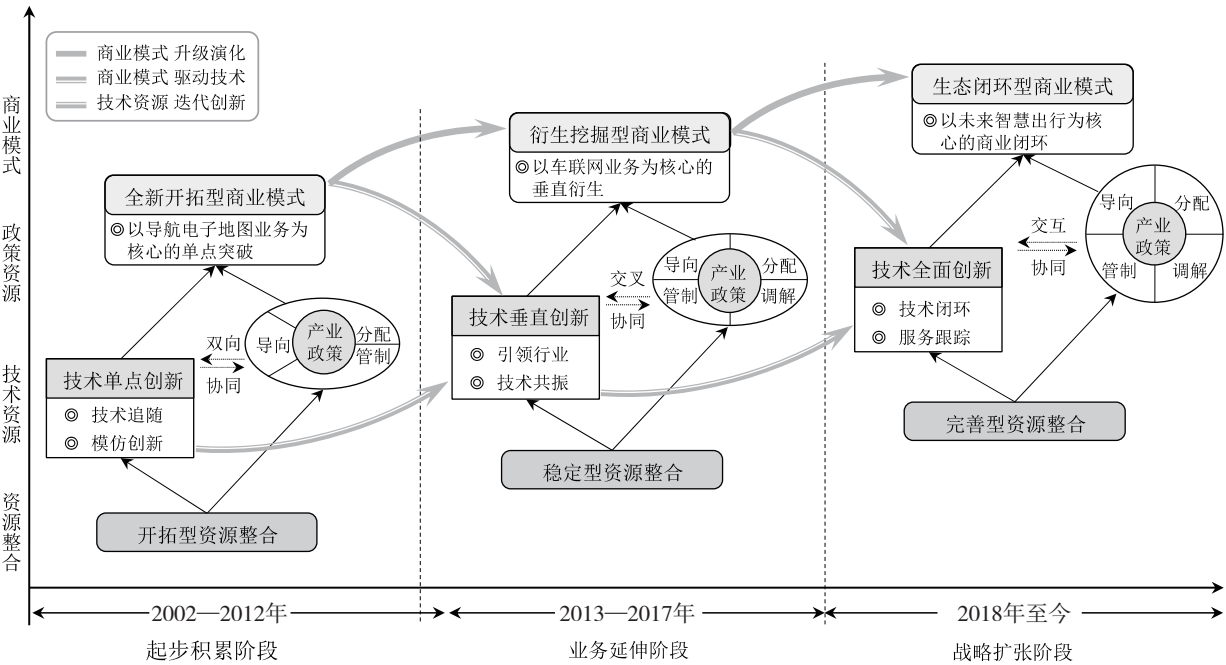 商业模式 升级演化
商业模式 驱动技术
技术资源 迭代创新
商业模式
政策资源
技术资源
资源整合
全新开拓型商业模式
◎以导航电子地图业务为
核心的单点突破
导向
产业
政策
分配
管制
双向
协同
技术单点创新
◎ 技术追随
◎ 模仿创新
开拓型资源整合
衍生挖掘型商业模式
◎以车联网业务为核心的
垂直衍生
导向
管制
产业
政策
分配
调解
交叉
协同
技术垂直创新
◎ 引领行业
◎ 技术共振
稳定型资源整合
生态闭环型商业模式
◎以未来智慧出行为核
心的商业闭环
导向
分配
产业
政策
管制
调解
交互
协同
技术全面创新
◎ 技术闭环
◎ 服务跟踪
完善型资源整合
2002—2012年
2013—2017年
2018年至今
起步积累阶段
业务延伸阶段
战略扩张阶段